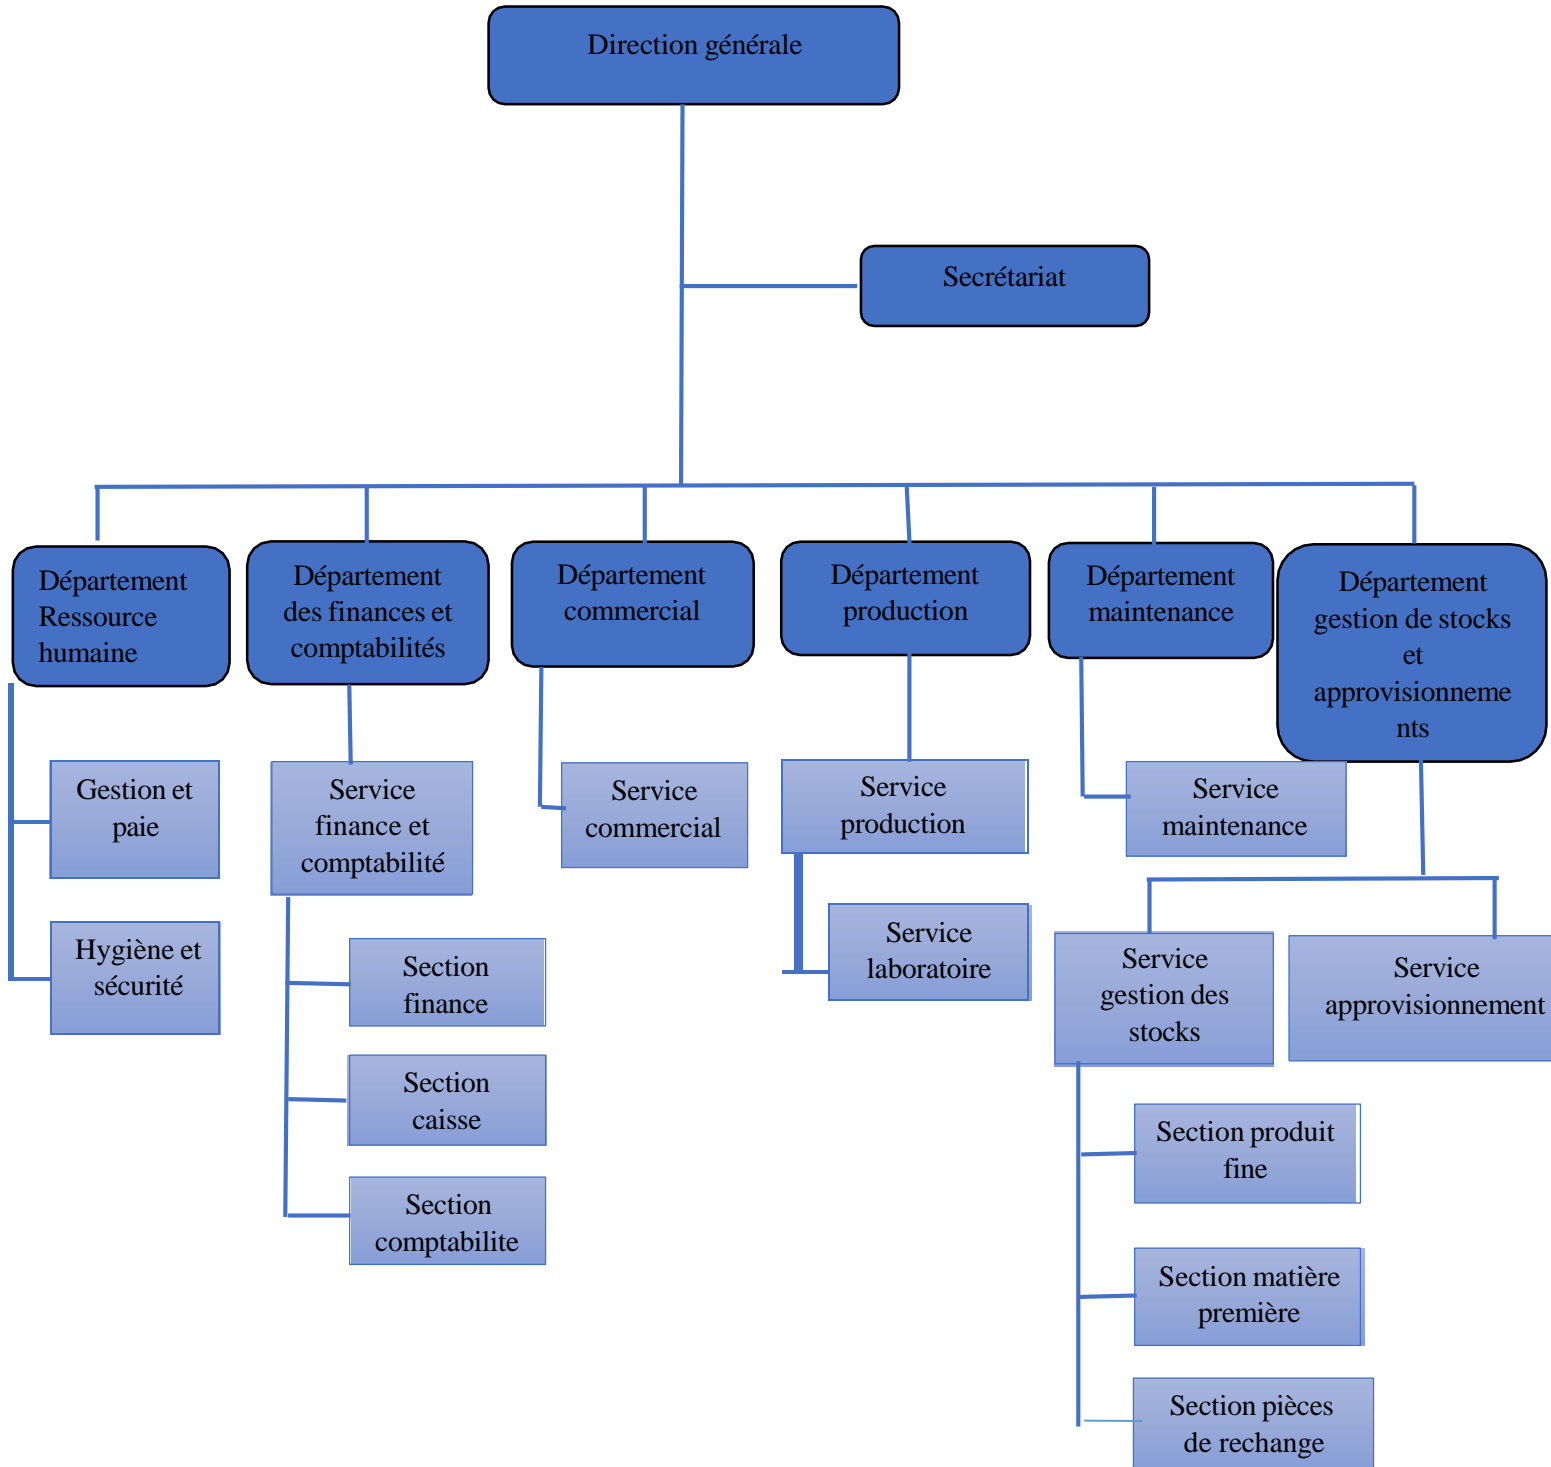 Direction générale
Secrétariat
Département
Ressource
humaine
Département
des finances et
comptabilités
Département
commercial
Département
production
Département
maintenance
Département
gestion de stocks
et
approvisionneme
nts
Gestion et
paie
Service
finance et
comptabilité
Service
commercial
Service
production
Service
maintenance
Hygiène et
sécurité
Section
finance
Service
laboratoire
Service
gestion des
stocks
Service
approvisionnement
Section
caisse
Section produit
fine
Section
comptabilite
Section matière
première
Section pièces
de rechange